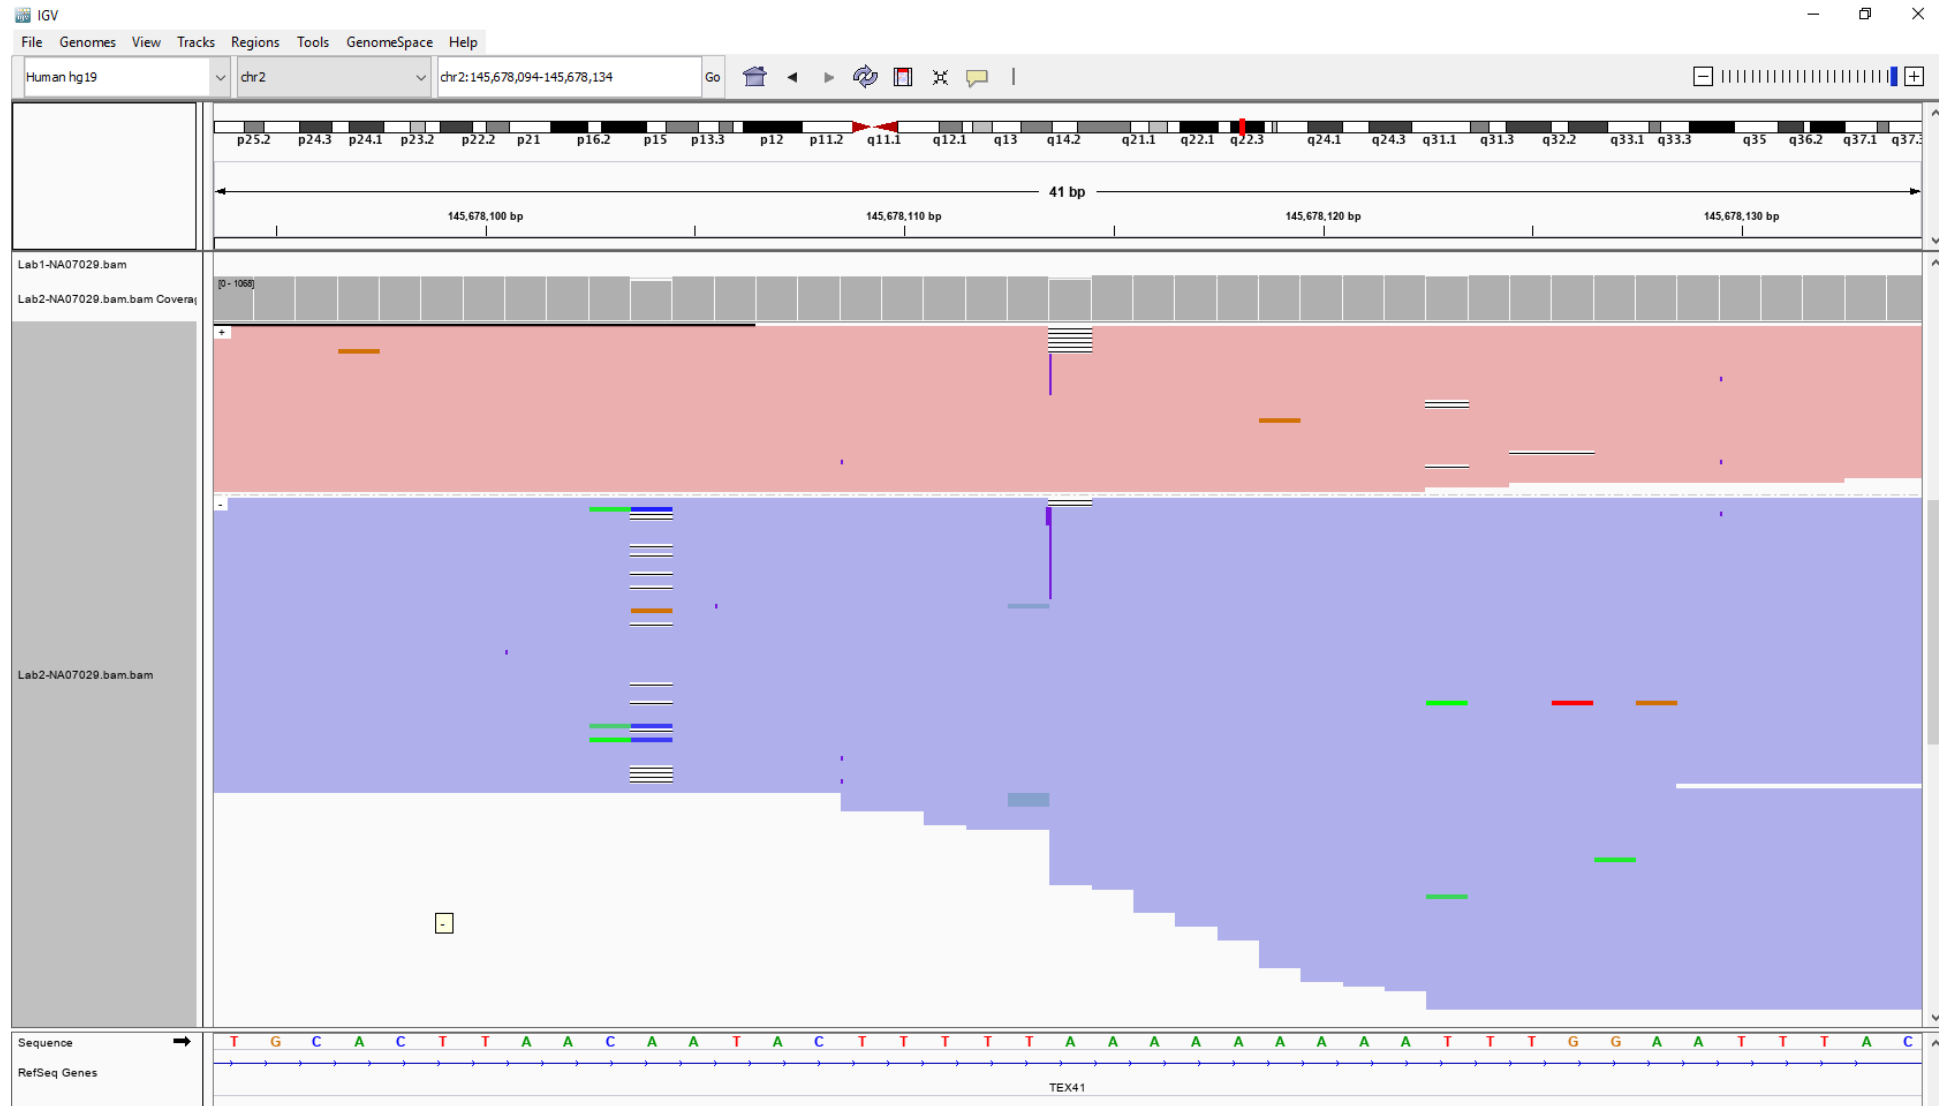 IGV
File Genomes View Tracks Regions Tools GenomeSpace Help
Human hg19 chr2 chr2:145,678,094-145,678,134 Go
p25.2 p24.3 p24.1 p23.2 p22.2 p21 p16.2 p15 p13.3 p12 p11.2 q11.1 q12.1 q13 q14.2 q21.1 q22.1 q22.3 q24.1 q24.3 q31.1 q31.3 q32.2 q33.1 q33.3 q35 q36.2 q37.1 q37.3
41 bp
145,678,100 bp 145,678,110 bp 145,678,120 bp 145,678,130 bp
Lab1-NA07029.bam
[0 - 1068]
Lab2-NA07029.bam.bam Coverag
+
-
Lab2-NA07029.bam.bam
-
Sequence T G C A C T T A A C A A T A C T T T T T A A A A A A A A A T T T G G A A T T T A C
RefSeq Genes
TEX41